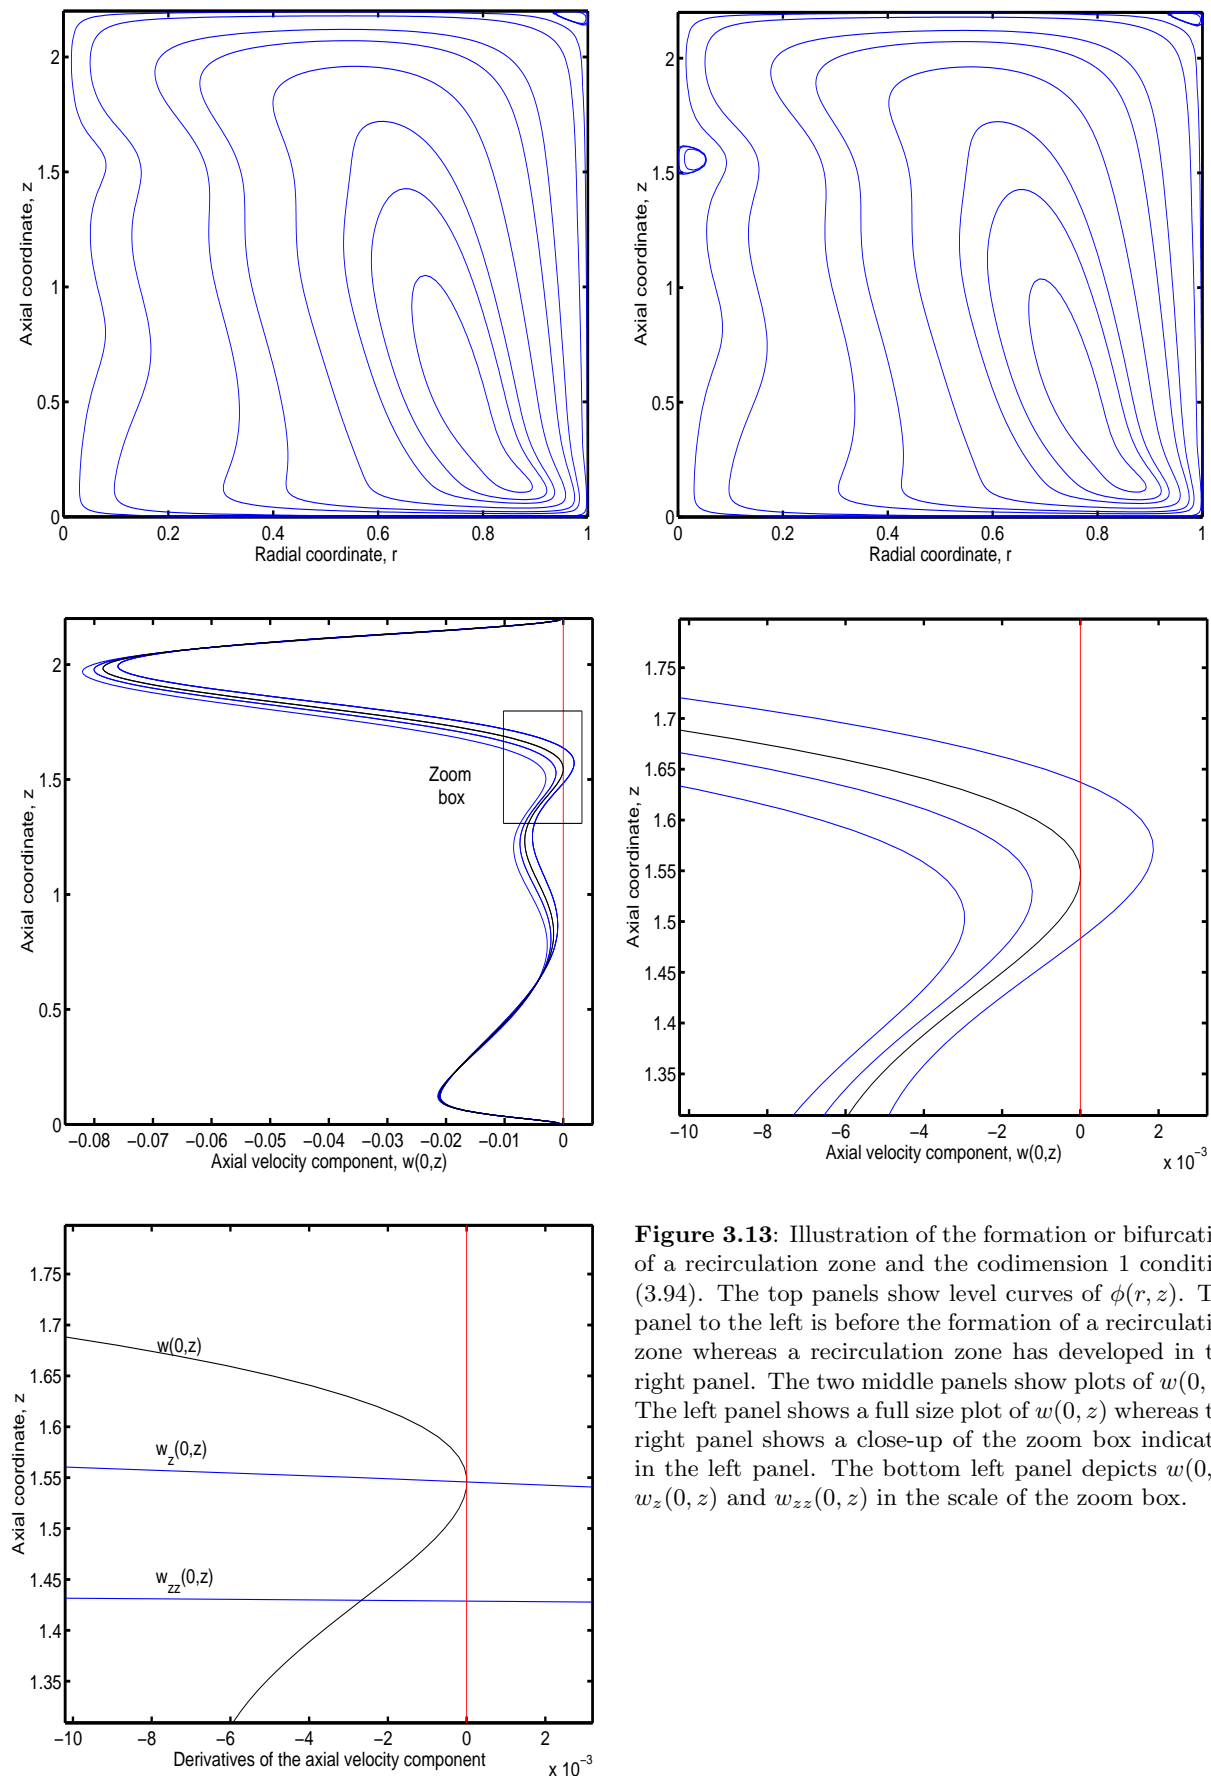 2
1.5
1
0.5
0
Axial coordinate, z
0 0.2 0.4 0.6 0.8 1
Radial coordinate, r
2
1.5
1
0.5
0
Axial coordinate, z
0 0.2 0.4 0.6 0.8 1
Radial coordinate, r
2
1.5
1
0.5
0
Axial coordinate, z
Zoom
box
−0.08 −0.07 −0.06 −0.05 −0.04 −0.03 −0.02 −0.01 0
Axial velocity component, w(0,z)
1.75
1.7
1.65
1.6
1.55
1.5
1.45
1.4
1.35
Axial coordinate, z
−10 −8 −6 −4 −2 0 2
Axial velocity component, w(0,z)
x 10⁻³
1.75
1.7
1.65
1.6
1.55
1.5
1.45
1.4
1.35
Axial coordinate, z
w(0,z)
w_z(0,z)
w_zz(0,z)
−10 −8 −6 −4 −2 0 2
Derivatives of the axial velocity component
x 10⁻³
Figure 3.13: Illustration of the formation or bifurcati
of a recirculation zone and the codimension 1 conditi
(3.94). The top panels show level curves of ϕ(r, z). T
panel to the left is before the formation of a recirculati
zone whereas a recirculation zone has developed in t
right panel. The two middle panels show plots of w(0,
The left panel shows a full size plot of w(0, z) whereas t
right panel shows a close-up of the zoom box indicat
in the left panel. The bottom left panel depicts w(0,
w_z(0, z) and w_zz(0, z) in the scale of the zoom box.